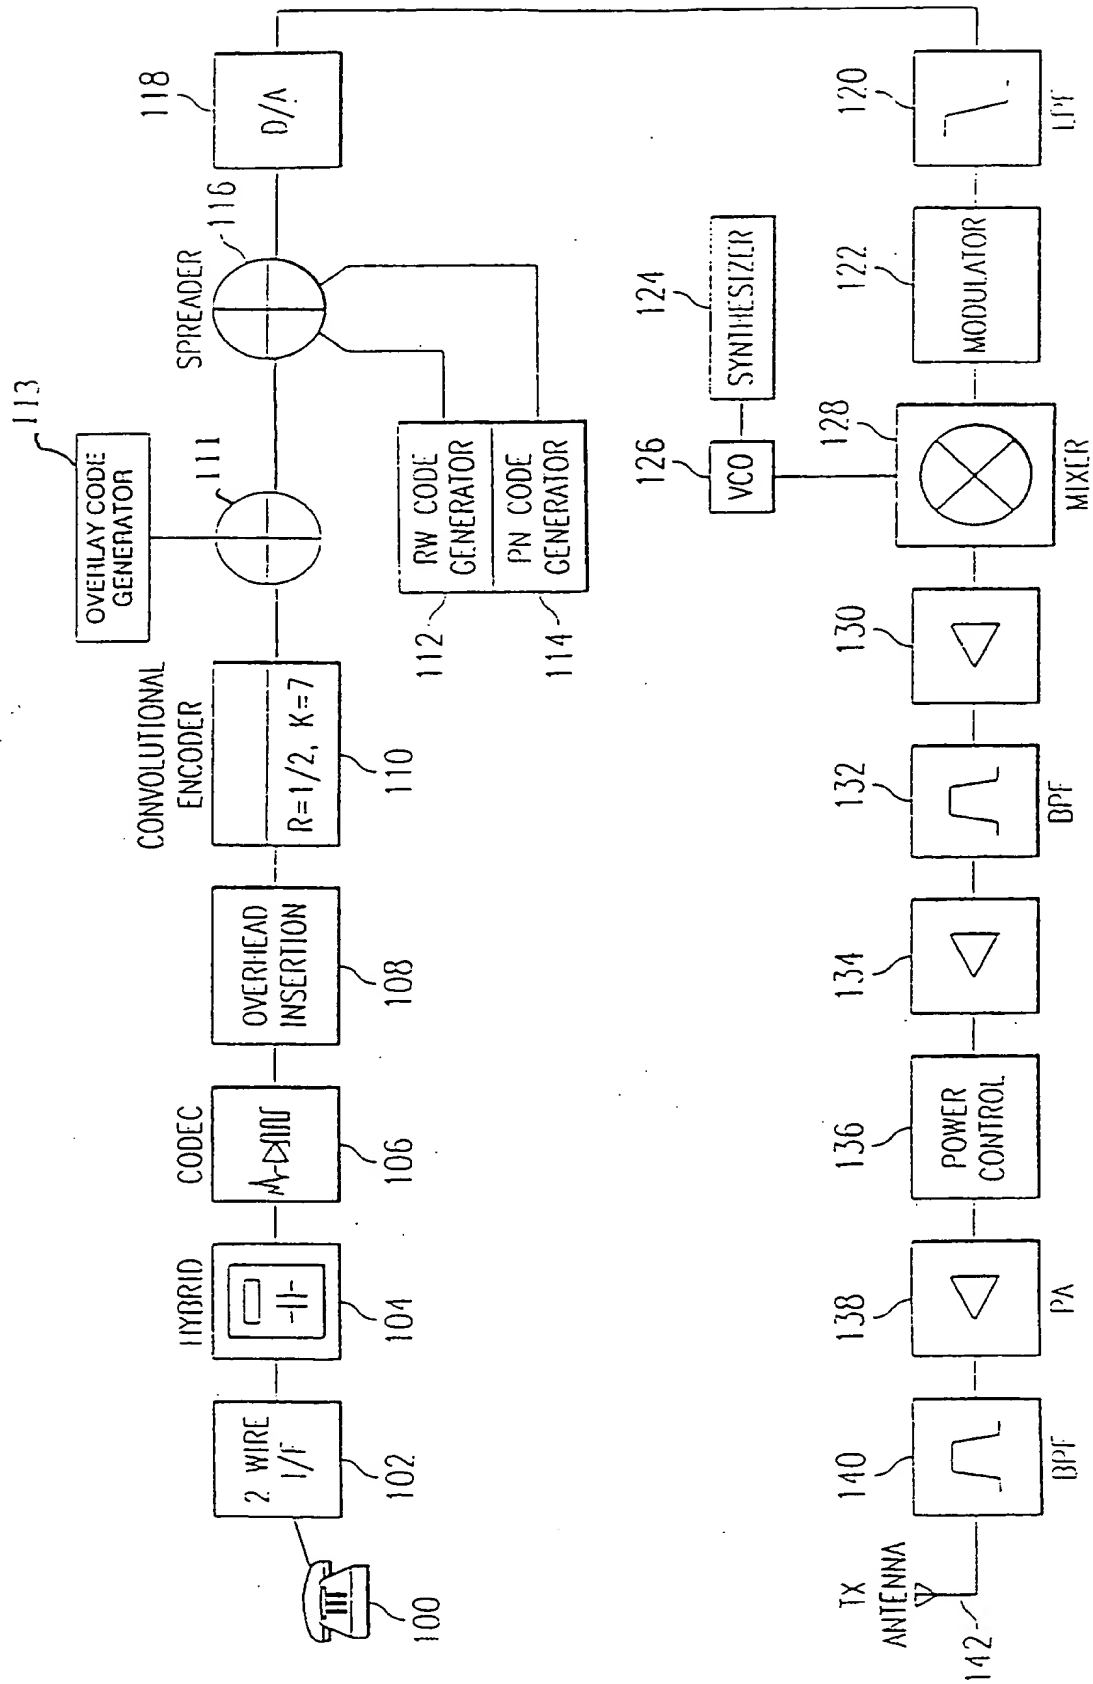 100
2 WIRE
I/F
102
HYBRID
104
CODEC
106
OVERHEAD
INSERTION
108
CONVOLUTIONAL
ENCODER
R=1/2, K=7
110
OVERLAY CODE
GENERATOR
113
111
SPREADER
116
RW CODE
GENERATOR
112
PN CODE
GENERATOR
114
D/A
118
120
LPF
MODULATOR
122
SYNTHESIZER
124
VCO
126
128
MIXER
130
132
BPF
134
POWER
CONTROL
136
138
PA
140
BPF
TX
ANTENNA
142